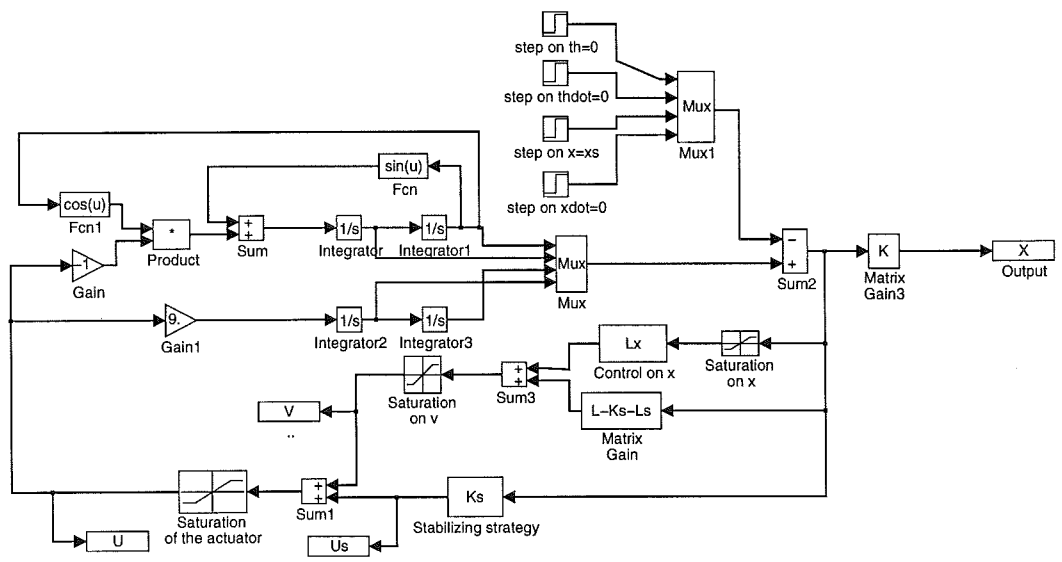 step on th=0
step on thdot=0
step on x=xs
step on xdot=0
Mux
Mux1
sin(u)
Fcn
cos(u)
Fcn1
*
Product
+
+
Sum
1/s
Integrator
1/s
Integrator1
-1
Gain
9.
Gain1
1/s
Integrator2
1/s
Integrator3
Mux
Mux
−
+
Sum2
K
Matrix
Gain3
X
Output
Lx
Control on x
Saturation
on x
+
+
Sum3
Saturation
on v
L−Ks−Ls
Matrix
Gain
V
..
Saturation
of the actuator
+
+
Sum1
Ks
Stabilizing strategy
U
Us